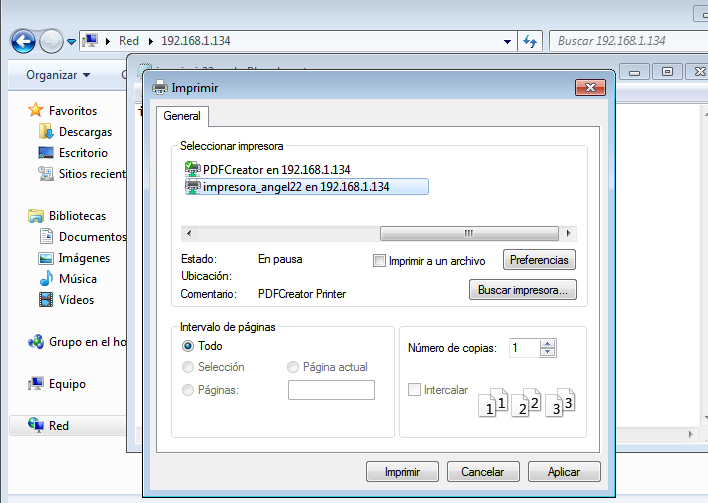 Red
192.168.1.134
Buscar 192.168.1.134
Organizar
Imprimir
General
Favoritos
Descargas
Escritorio
Sitios recient
Bibliotecas
Documentos
Imágenes
Música
Vídeos
Grupo en el ho
Equipo
Red
Seleccionar impresora
PDFCreator en 192.168.1.134
impresora_angel22 en 192.168.1.134
Estado: En pausa
Imprimir a un archivo
Preferencias
Ubicación:
Comentario: PDFCreator Printer
Buscar impresora...
Intervalo de páginas
Todo
Selección
Página actual
Páginas:
Número de copias: 1
Intercalar
1 1 2 2 3 3
Imprimir
Cancelar
Aplicar